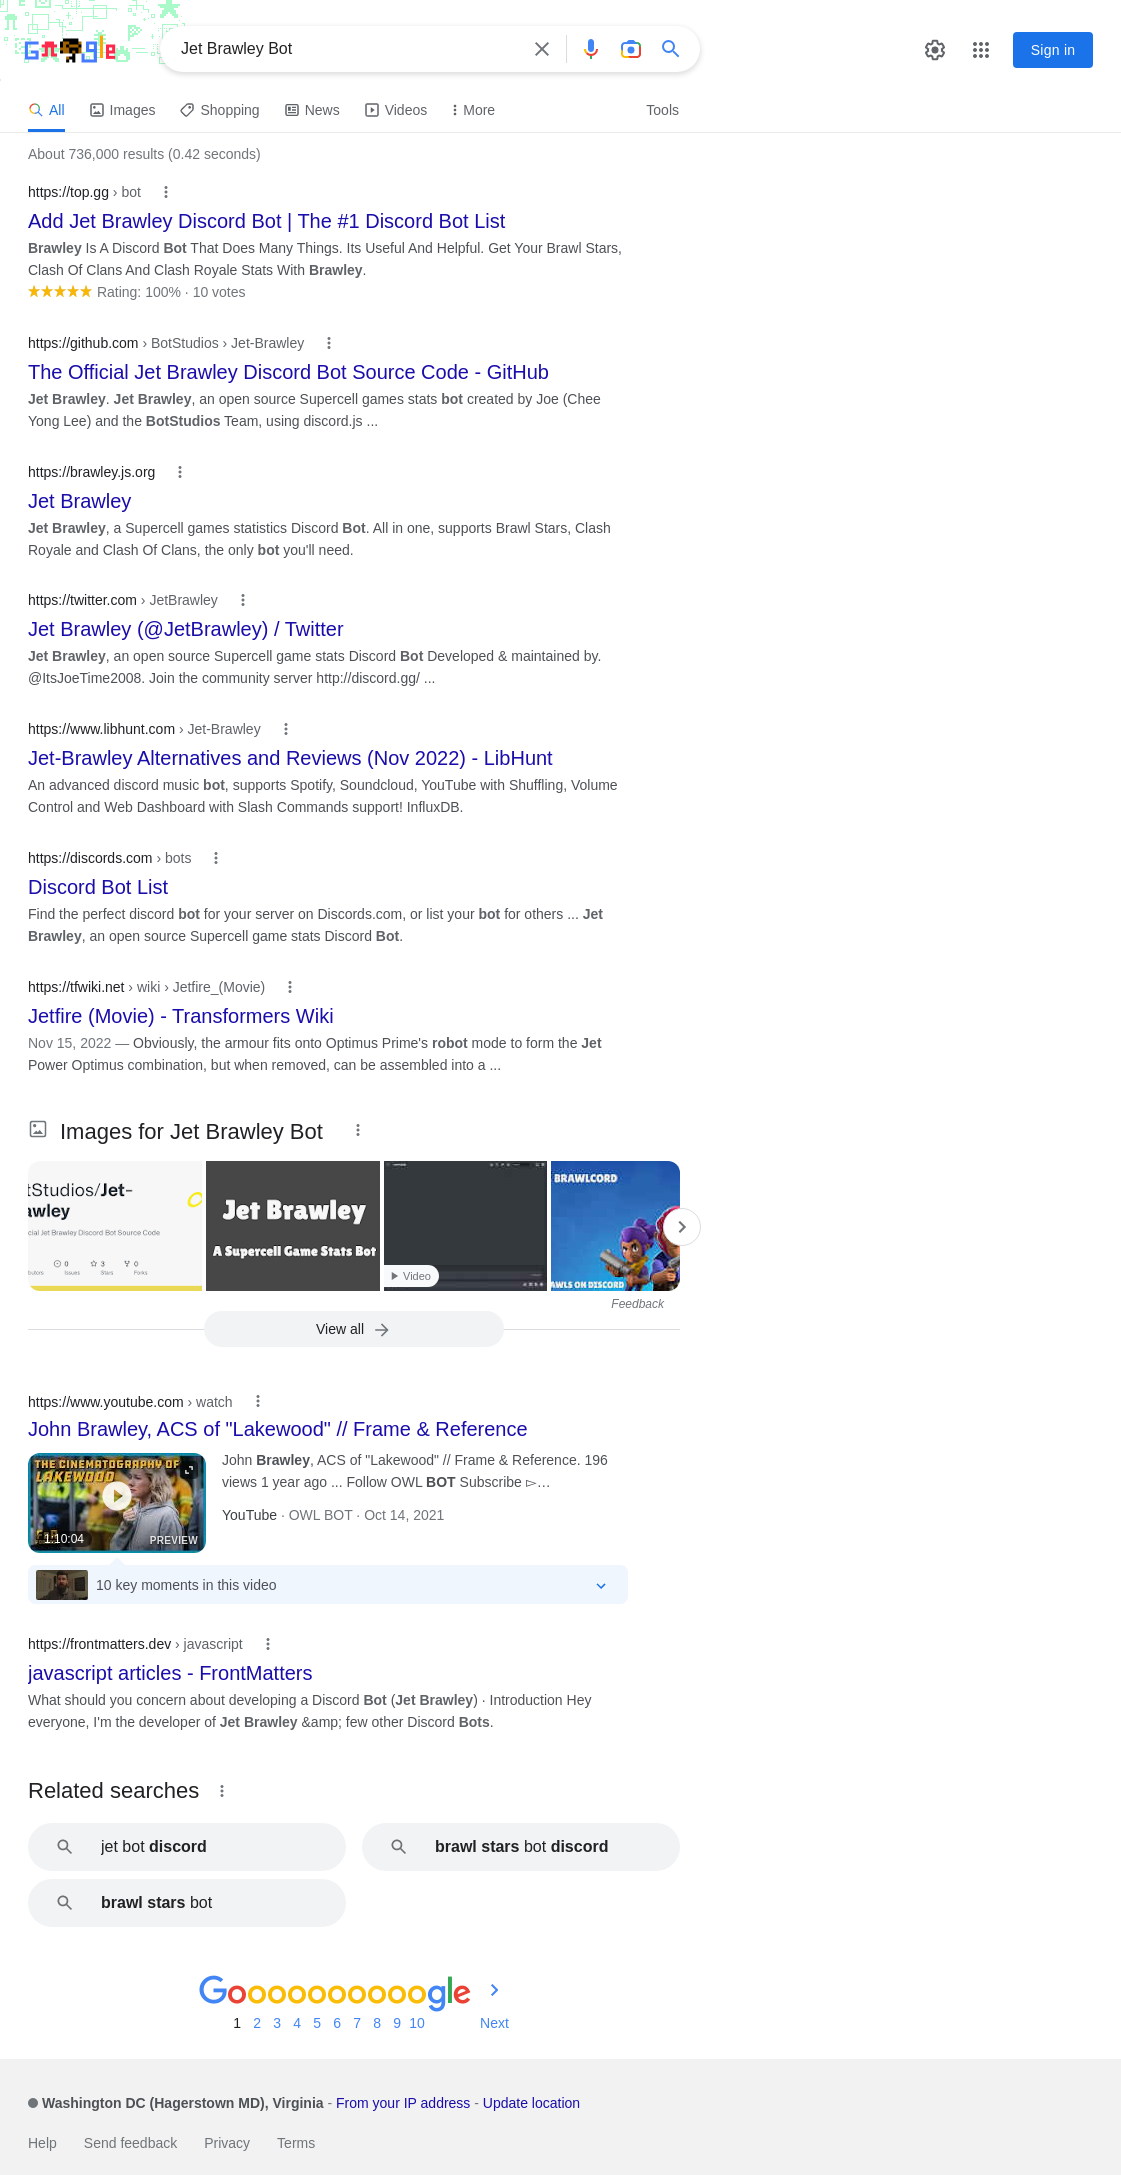 Jet Brawley Bot
Sign in
All Images Shopping News Videos More Tools
About 736,000 results (0.42 seconds)
https://top.gg › bot
Add Jet Brawley Discord Bot | The #1 Discord Bot List
Brawley Is A Discord Bot That Does Many Things. Its Useful And Helpful. Get Your Brawl Stars,
Clash Of Clans And Clash Royale Stats With Brawley.
Rating: 100% · 10 votes
https://github.com › BotStudios › Jet-Brawley
The Official Jet Brawley Discord Bot Source Code - GitHub
Jet Brawley. Jet Brawley, an open source Supercell games stats bot created by Joe (Chee
Yong Lee) and the BotStudios Team, using discord.js ...
https://brawley.js.org
Jet Brawley
Jet Brawley, a Supercell games statistics Discord Bot. All in one, supports Brawl Stars, Clash
Royale and Clash Of Clans, the only bot you'll need.
https://twitter.com › JetBrawley
Jet Brawley (@JetBrawley) / Twitter
Jet Brawley, an open source Supercell game stats Discord Bot Developed & maintained by.
@ItsJoeTime2008. Join the community server http://discord.gg/ ...
https://www.libhunt.com › Jet-Brawley
Jet-Brawley Alternatives and Reviews (Nov 2022) - LibHunt
An advanced discord music bot, supports Spotify, Soundcloud, YouTube with Shuffling, Volume
Control and Web Dashboard with Slash Commands support! InfluxDB.
https://discords.com › bots
Discord Bot List
Find the perfect discord bot for your server on Discords.com, or list your bot for others ... Jet
Brawley, an open source Supercell game stats Discord Bot.
https://tfwiki.net › wiki › Jetfire_(Movie)
Jetfire (Movie) - Transformers Wiki
Nov 15, 2022 — Obviously, the armour fits onto Optimus Prime's robot mode to form the Jet
Power Optimus combination, but when removed, can be assembled into a ...
Images for Jet Brawley Bot
tStudios/Jet-
awley
cial Jet Brawley Discord Bot Source Code
0 3 0
Issues Stars Forks
Jet Brawley
A Supercell Game Stats Bot
Video
BRAWLCORD
AWLS ON DISCORD
Feedback
View all
https://www.youtube.com › watch
John Brawley, ACS of "Lakewood" // Frame & Reference
THE CINEMATOGRAPHY OF
LAKEWOOD
1:10:04
PREVIEW
John Brawley, ACS of "Lakewood" // Frame & Reference. 196
views 1 year ago ... Follow OWL BOT Subscribe ▻…
YouTube · OWL BOT · Oct 14, 2021
10 key moments in this video
https://frontmatters.dev › javascript
javascript articles - FrontMatters
What should you concern about developing a Discord Bot (Jet Brawley) · Introduction Hey
everyone, I'm the developer of Jet Brawley &amp; few other Discord Bots.
Related searches
jet bot discord
brawl stars bot discord
brawl stars bot
Goooooooooogle
1 2 3 4 5 6 7 8 9 10 Next
Washington DC (Hagerstown MD), Virginia - From your IP address - Update location
Help Send feedback Privacy Terms